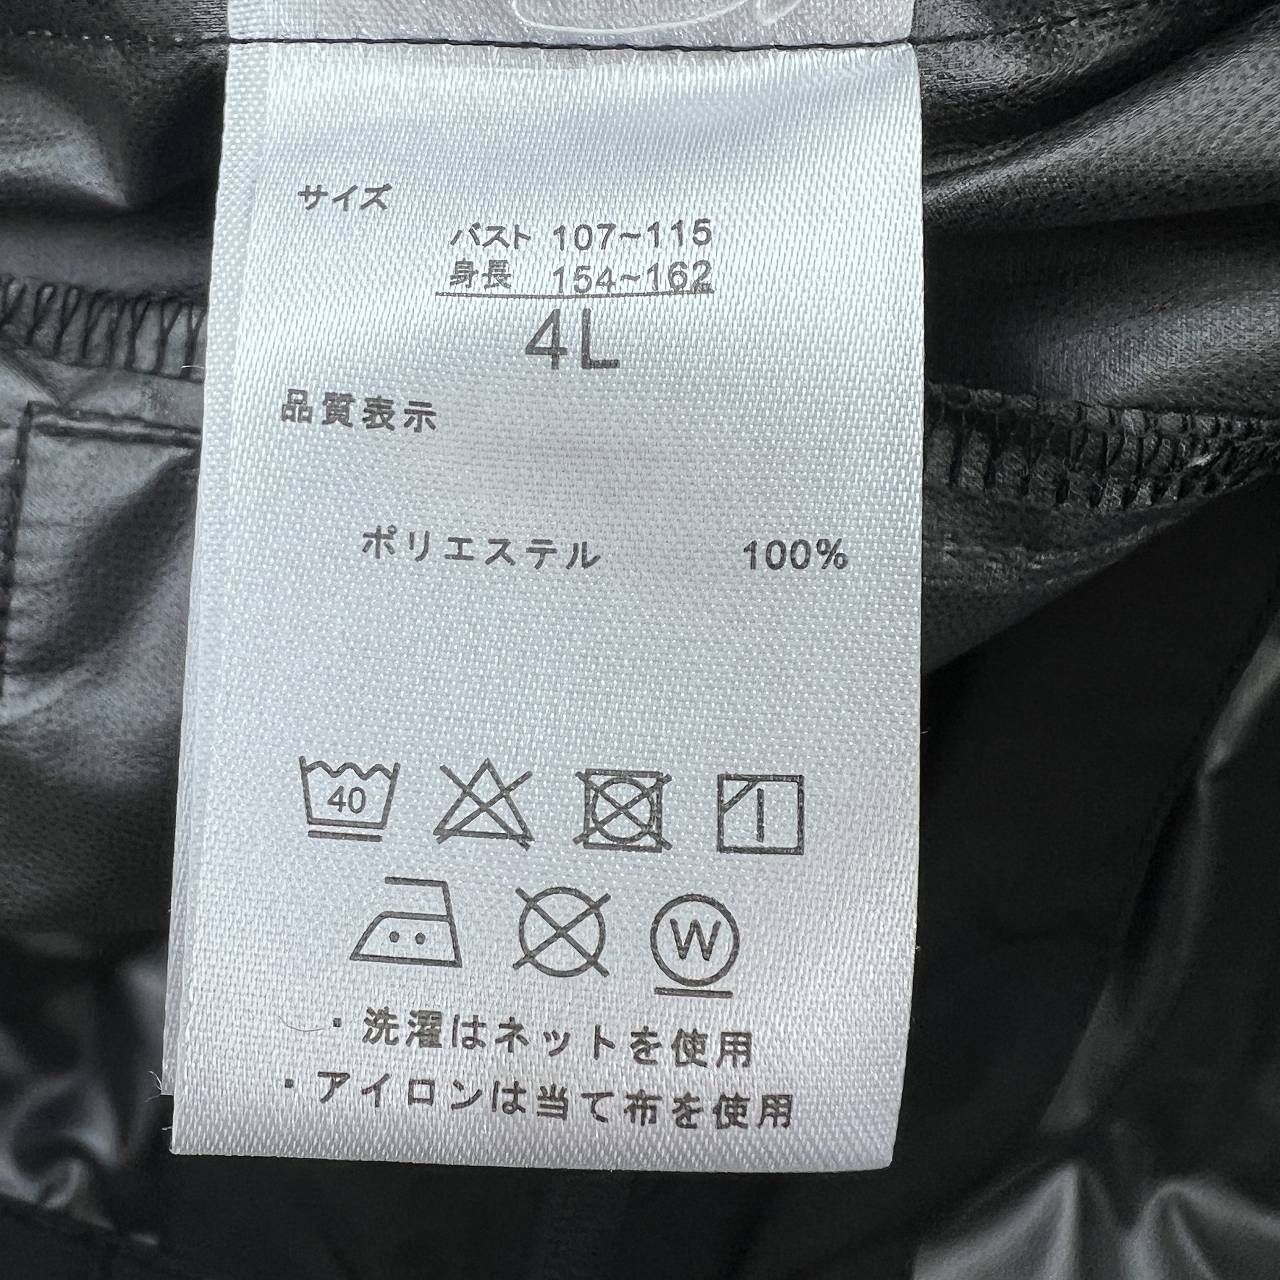 サイズ
バスト 107~115
身長 154~162
4L
品質表示
ポリエステル 100%
40
W
・洗濯はネットを使用
・アイロンは当て布を使用